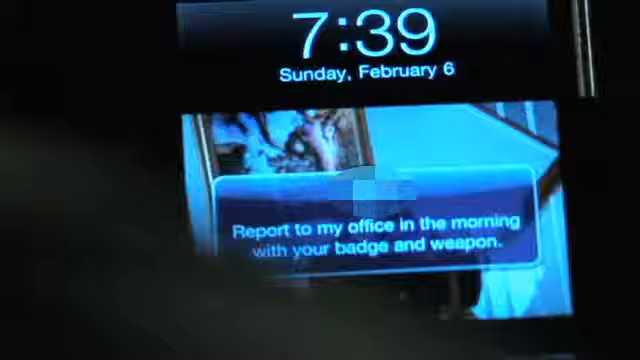 7:39
Sunday, February 6
Report to my office in the morning
with your badge and weapon.